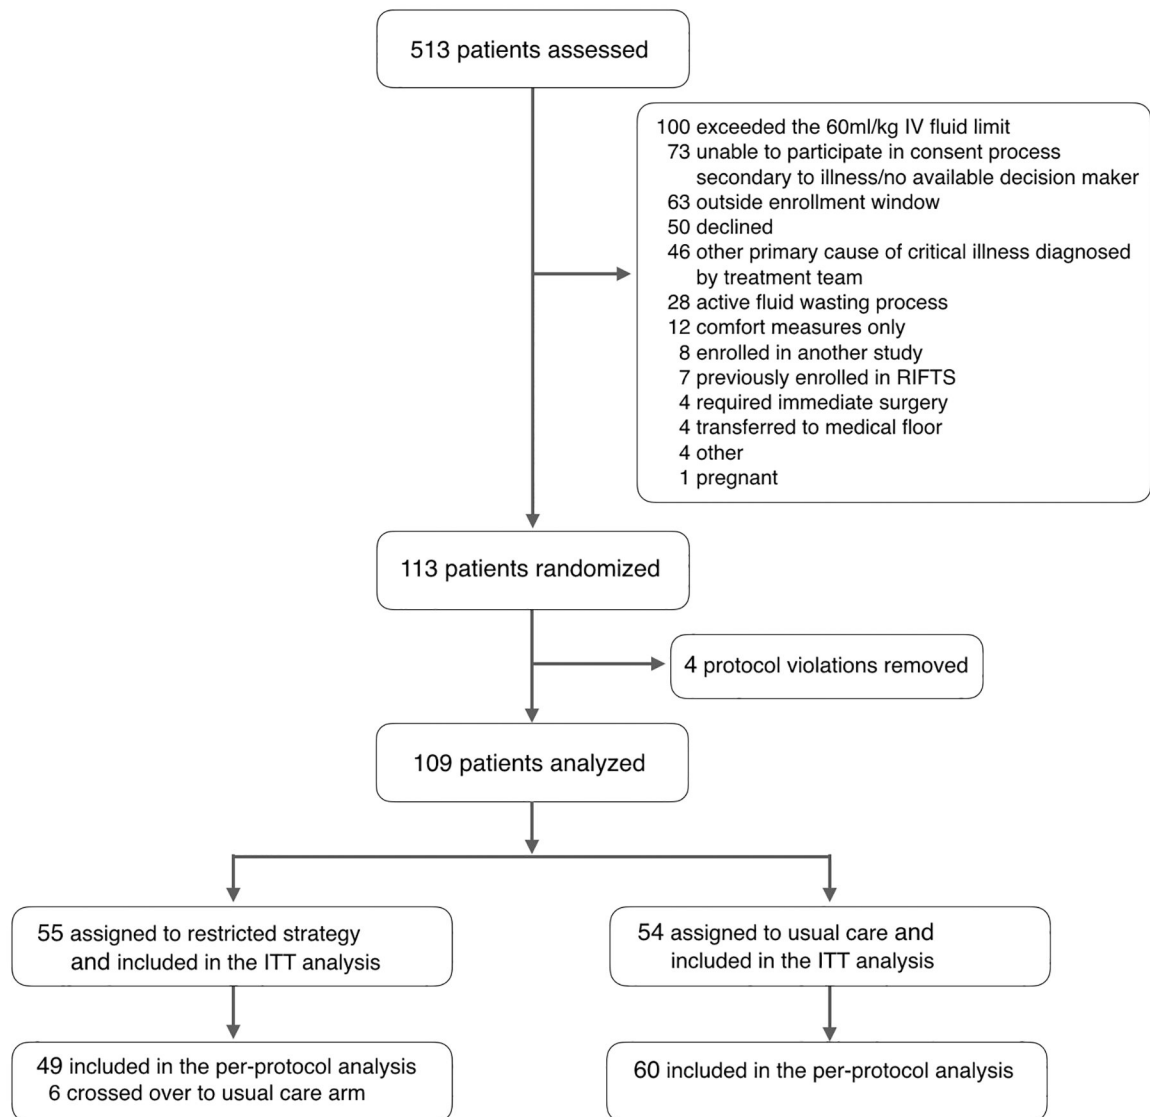 513 patients assessed
100 exceeded the 60ml/kg IV fluid limit
73 unable to participate in consent process
secondary to illness/no available decision maker
63 outside enrollment window
50 declined
46 other primary cause of critical illness diagnosed
by treatment team
28 active fluid wasting process
12 comfort measures only
8 enrolled in another study
7 previously enrolled in RIFTS
4 required immediate surgery
4 transferred to medical floor
4 other
1 pregnant
113 patients randomized
4 protocol violations removed
109 patients analyzed
55 assigned to restricted strategy
and included in the ITT analysis
54 assigned to usual care and
included in the ITT analysis
49 included in the per-protocol analysis
6 crossed over to usual care arm
60 included in the per-protocol analysis